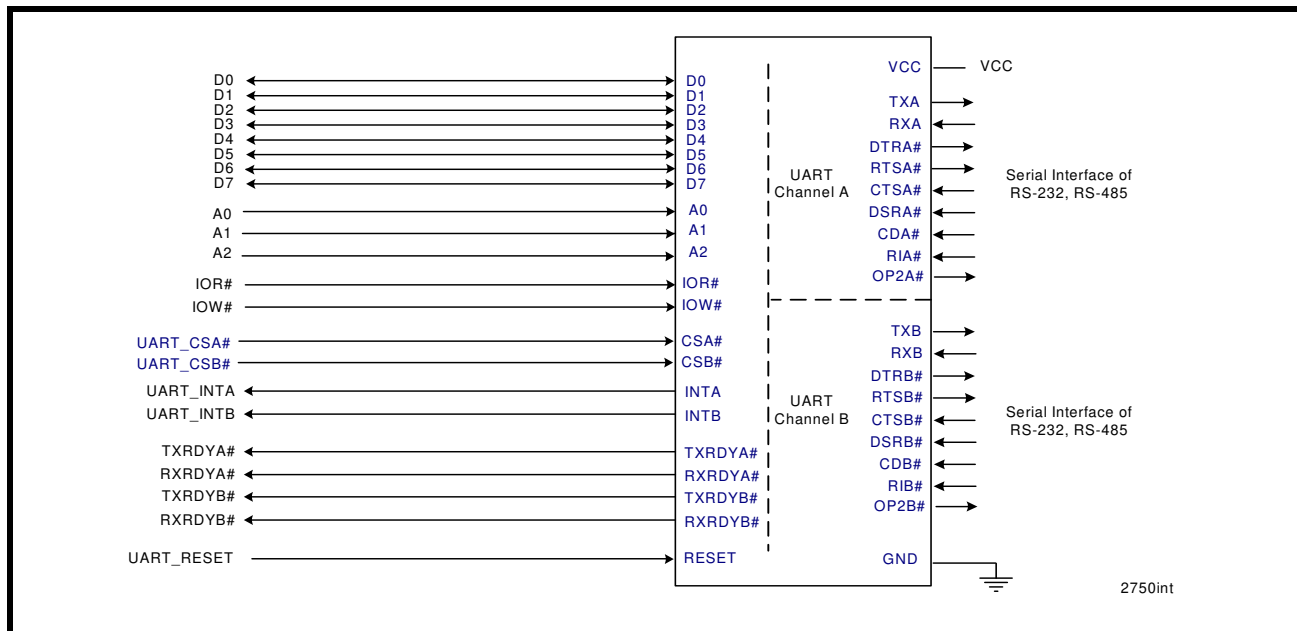 D0
D1
D2
D3
D4
D5
D6
D7
A0
A1
A2
IOR#
IOW#
UART_CSA#
UART_CSB#
UART_INTA
UART_INTB
TXRDYA#
RXRDYA#
TXRDYB#
RXRDYB#
UART_RESET
D0
D1
D2
D3
D4
D5
D6
D7
A0
A1
A2
IOR#
IOW#
CSA#
CSB#
INTA
INTB
TXRDYA#
RXRDYA#
TXRDYB#
RXRDYB#
RESET
UART
Channel A
UART
Channel B
VCC
TXA
RXA
DTRA#
RTSA#
CTSA#
DSRA#
CDA#
RIA#
OP2A#
TXB
RXB
DTRB#
RTSB#
CTSB#
DSRB#
CDB#
RIB#
OP2B#
GND
VCC
Serial Interface of
RS-232, RS-485
Serial Interface of
RS-232, RS-485
2750int